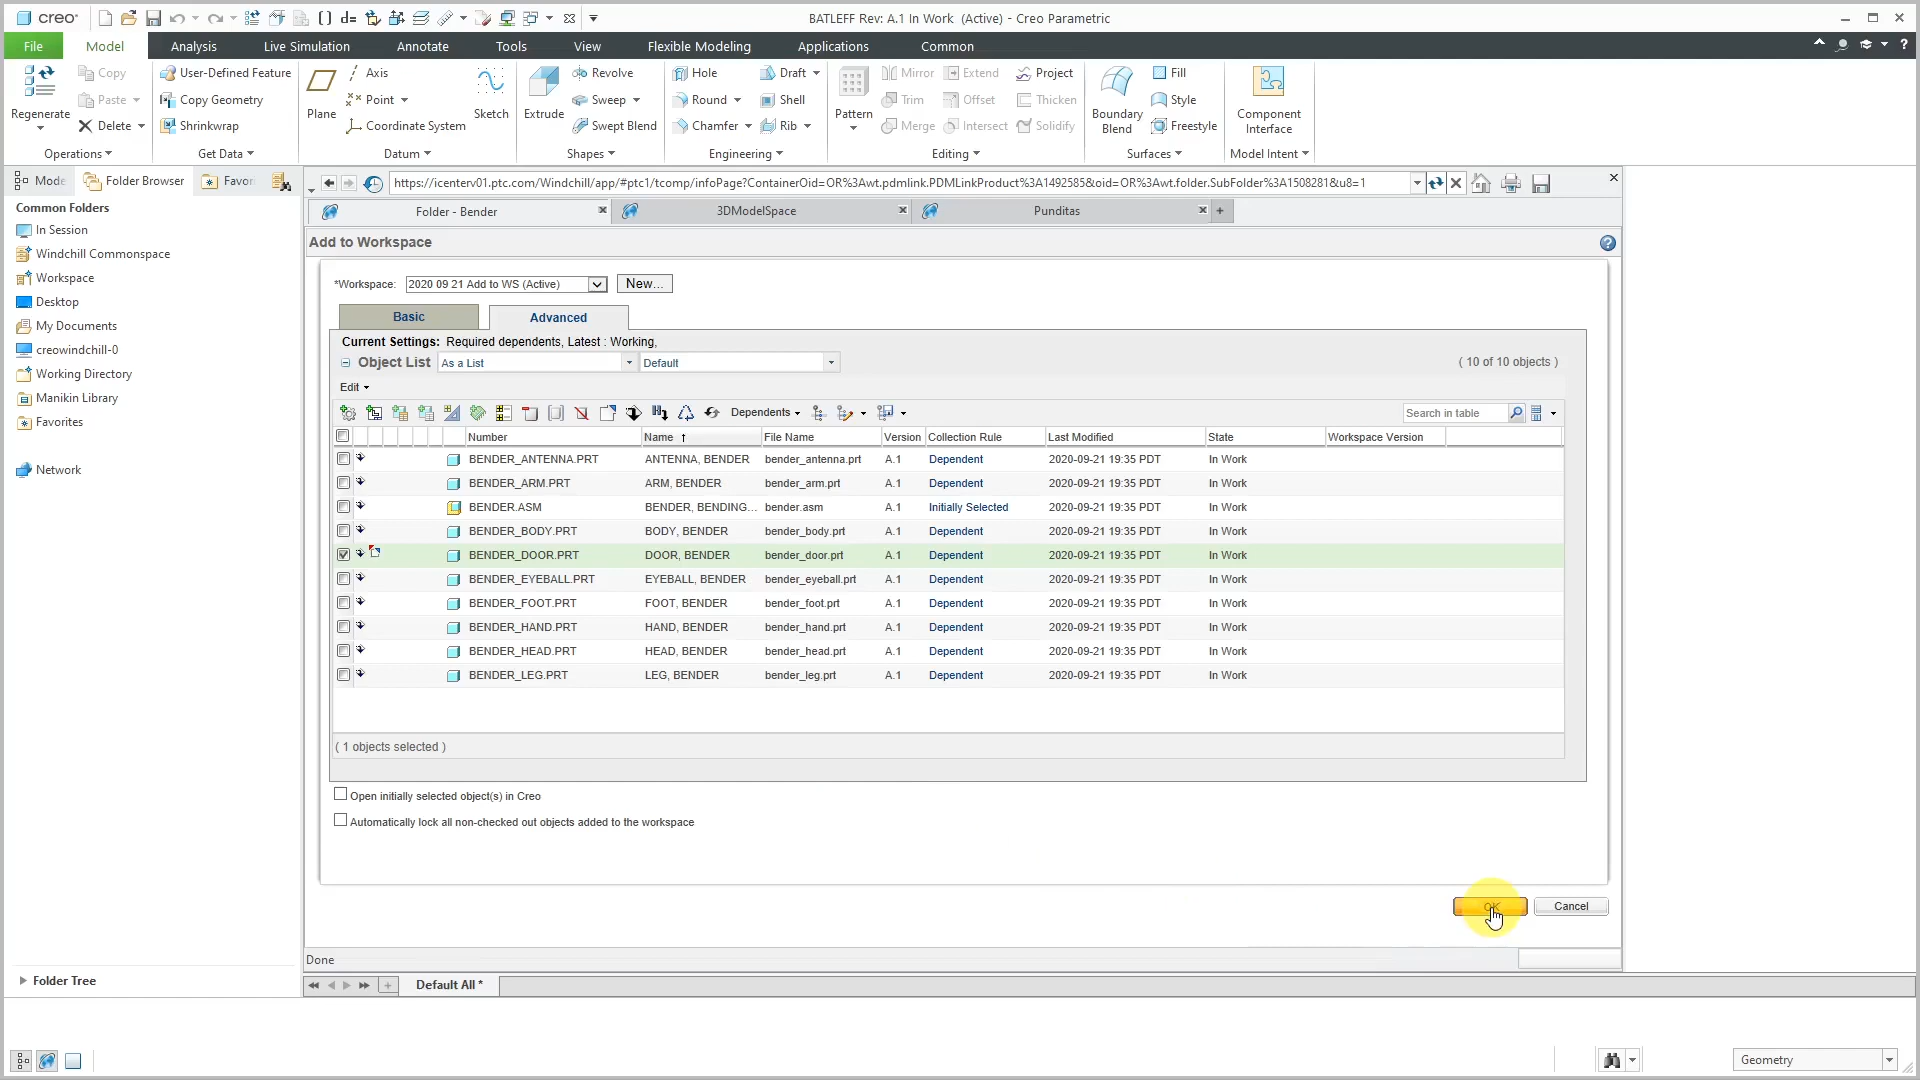 creo
BATLEFF Rev: A.1 In Work (Active) - Creo Parametric
File Model Analysis Live Simulation Annotate Tools View Flexible Modeling Applications Common
Regenerate
Copy
Paste
Delete
Operations
User-Defined Feature
Copy Geometry
Shrinkwrap
Get Data
Plane
Axis
Point
Coordinate System
Sketch
Datum
Extrude
Revolve
Sweep
Swept Blend
Shapes
Hole
Round
Chamfer
Draft
Shell
Rib
Engineering
Pattern
Mirror
Trim
Merge
Extend
Offset
Intersect
Project
Thicken
Solidify
Editing
Boundary
Blend
Fill
Style
Freestyle
Surfaces
Component
Interface
Model Intent
Mode Folder Browser Favor
Common Folders
In Session
Windchill Commonspace
Workspace
Desktop
My Documents
creowindchill-0
Working Directory
Manikin Library
Favorites
Network
Folder Tree
https://icenterv01.ptc.com/Windchill/app/#ptc1/tcomp/infoPage?ContainerOid=OR%3Awt.pdmlink.PDMLinkProduct%3A1492585&oid=OR%3Awt.folder.SubFolder%3A1508281&u8=1
Folder - Bender 3DModelSpace Punditas
Add to Workspace
*Workspace: 2020 09 21 Add to WS (Active) New...
Basic Advanced
Current Settings: Required dependents, Latest : Working,
Object List As a List Default ( 10 of 10 objects )
Edit
Dependents Search in table
Number Name File Name Version Collection Rule Last Modified State Workspace Version
BENDER_ANTENNA.PRT ANTENNA, BENDER bender_antenna.prt A.1 Dependent 2020-09-21 19:35 PDT In Work
BENDER_ARM.PRT ARM, BENDER bender_arm.prt A.1 Dependent 2020-09-21 19:35 PDT In Work
BENDER.ASM BENDER, BENDING... bender.asm A.1 Initially Selected 2020-09-21 19:35 PDT In Work
BENDER_BODY.PRT BODY, BENDER bender_body.prt A.1 Dependent 2020-09-21 19:35 PDT In Work
BENDER_DOOR.PRT DOOR, BENDER bender_door.prt A.1 Dependent 2020-09-21 19:35 PDT In Work
BENDER_EYEBALL.PRT EYEBALL, BENDER bender_eyeball.prt A.1 Dependent 2020-09-21 19:35 PDT In Work
BENDER_FOOT.PRT FOOT, BENDER bender_foot.prt A.1 Dependent 2020-09-21 19:35 PDT In Work
BENDER_HAND.PRT HAND, BENDER bender_hand.prt A.1 Dependent 2020-09-21 19:35 PDT In Work
BENDER_HEAD.PRT HEAD, BENDER bender_head.prt A.1 Dependent 2020-09-21 19:35 PDT In Work
BENDER_LEG.PRT LEG, BENDER bender_leg.prt A.1 Dependent 2020-09-21 19:35 PDT In Work
( 1 objects selected )
Open initially selected object(s) in Creo
Automatically lock all non-checked out objects added to the workspace
OK Cancel
Done
Default All *
Geometry